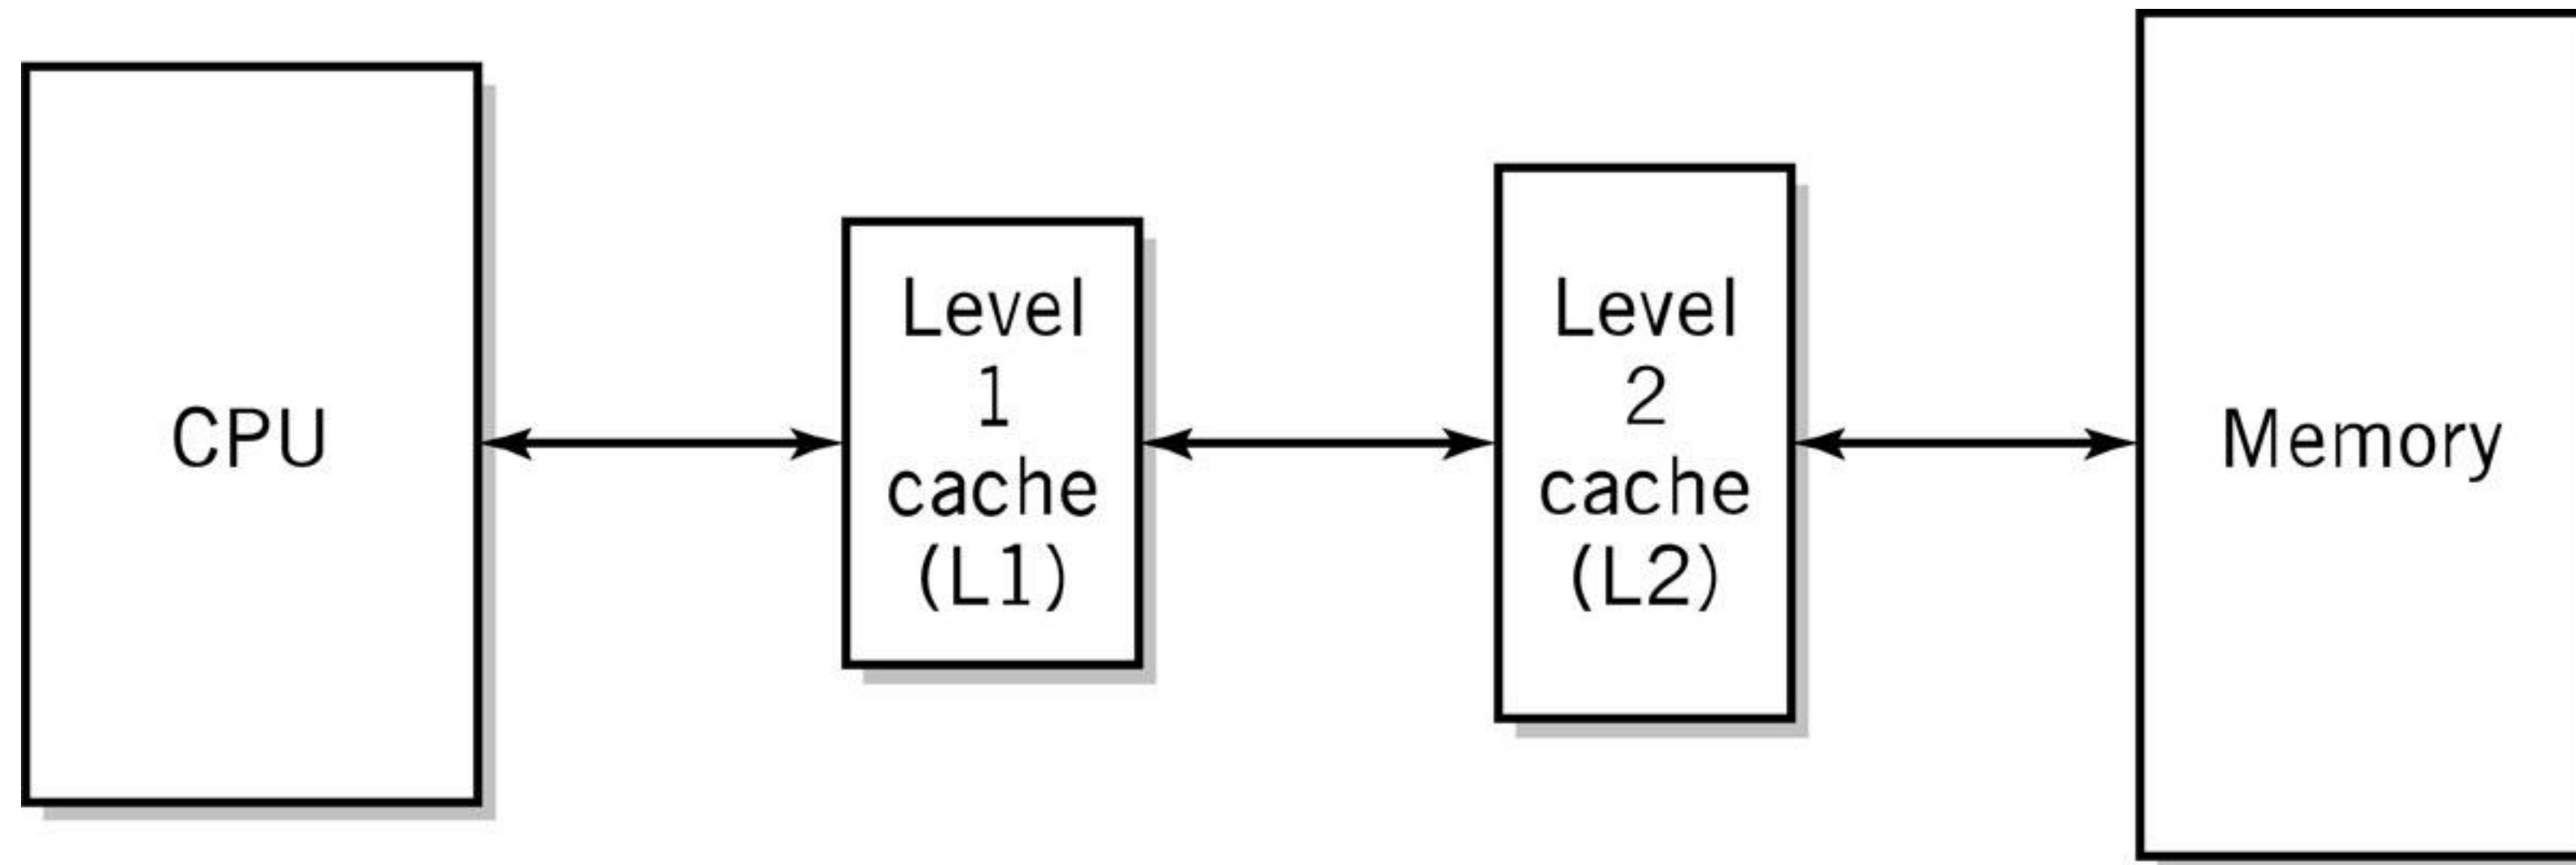 CPU
Level
1
cache
(L1)
Level
2
cache
(L2)
Memory